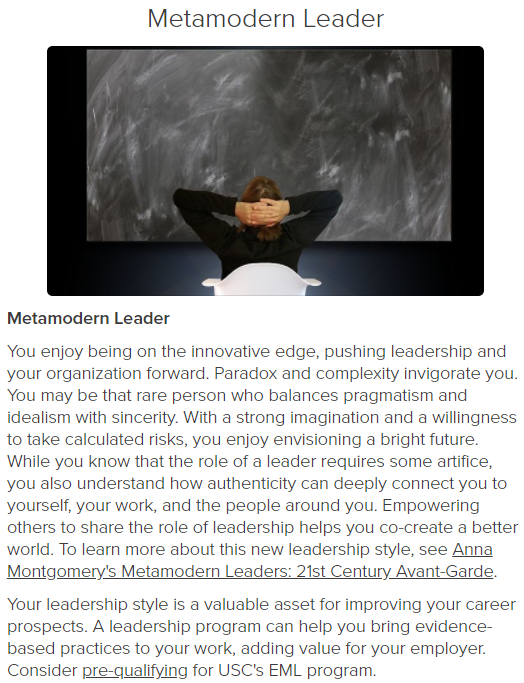 Metamodern Leader
Metamodern Leader
You enjoy being on the innovative edge, pushing leadership and
your organization forward. Paradox and complexity invigorate you.
You may be that rare person who balances pragmatism and
idealism with sincerity. With a strong imagination and a willingness
to take calculated risks, you enjoy envisioning a bright future.
While you know that the role of a leader requires some artifice,
you also understand how authenticity can deeply connect you to
yourself, your work, and the people around you. Empowering
others to share the role of leadership helps you co-create a better
world. To learn more about this new leadership style, see Anna
Montgomery's Metamodern Leaders: 21st Century Avant-Garde.
Your leadership style is a valuable asset for improving your career
prospects. A leadership program can help you bring evidence-
based practices to your work, adding value for your employer.
Consider pre-qualifying for USC's EML program.